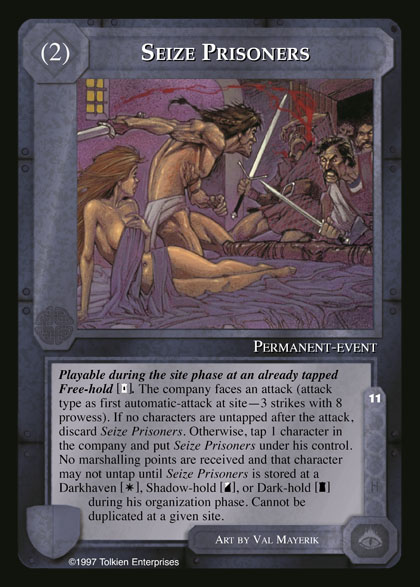 (2)
SEIZE PRISONERS
PERMANENT-EVENT
Playable during the site phase at an already tapped
Free-hold []. The company faces an attack (attack
type as first automatic-attack at site—3 strikes with 8
prowess). If no characters are untapped after the attack,
discard Seize Prisoners. Otherwise, tap 1 character in
the company and put Seize Prisoners under his control.
No marshalling points are received and that character
may not untap until Seize Prisoners is stored at a
Darkhaven [], Shadow-hold [], or Dark-hold []
during his organization phase. Cannot be
duplicated at a given site.
11
ART BY VAL MAYERIK
©1997 Tolkien Enterprises